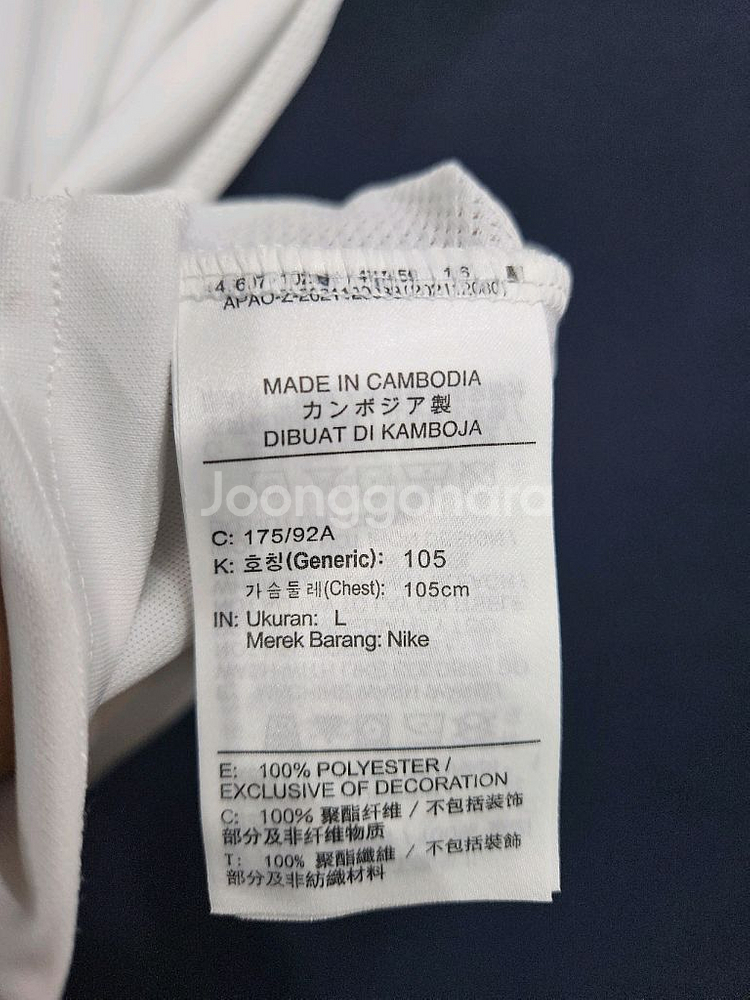 MADE IN CAMBODIA
カンボジア製
DIBUAT DI KAMBOJA
Joonggonara
C: 175/92A
K: 호칭(Generic): 105
가슴둘레(Chest): 105cm
IN: Ukuran: L
Merek Barang: Nike
E: 100% POLYESTER /
EXCLUSIVE OF DECORATION
C: 100% 聚酯纤维 / 不包括装饰
部分及非纤维物质
T: 100% 聚酯纖維 / 不包括裝飾
部分及非紡織材料